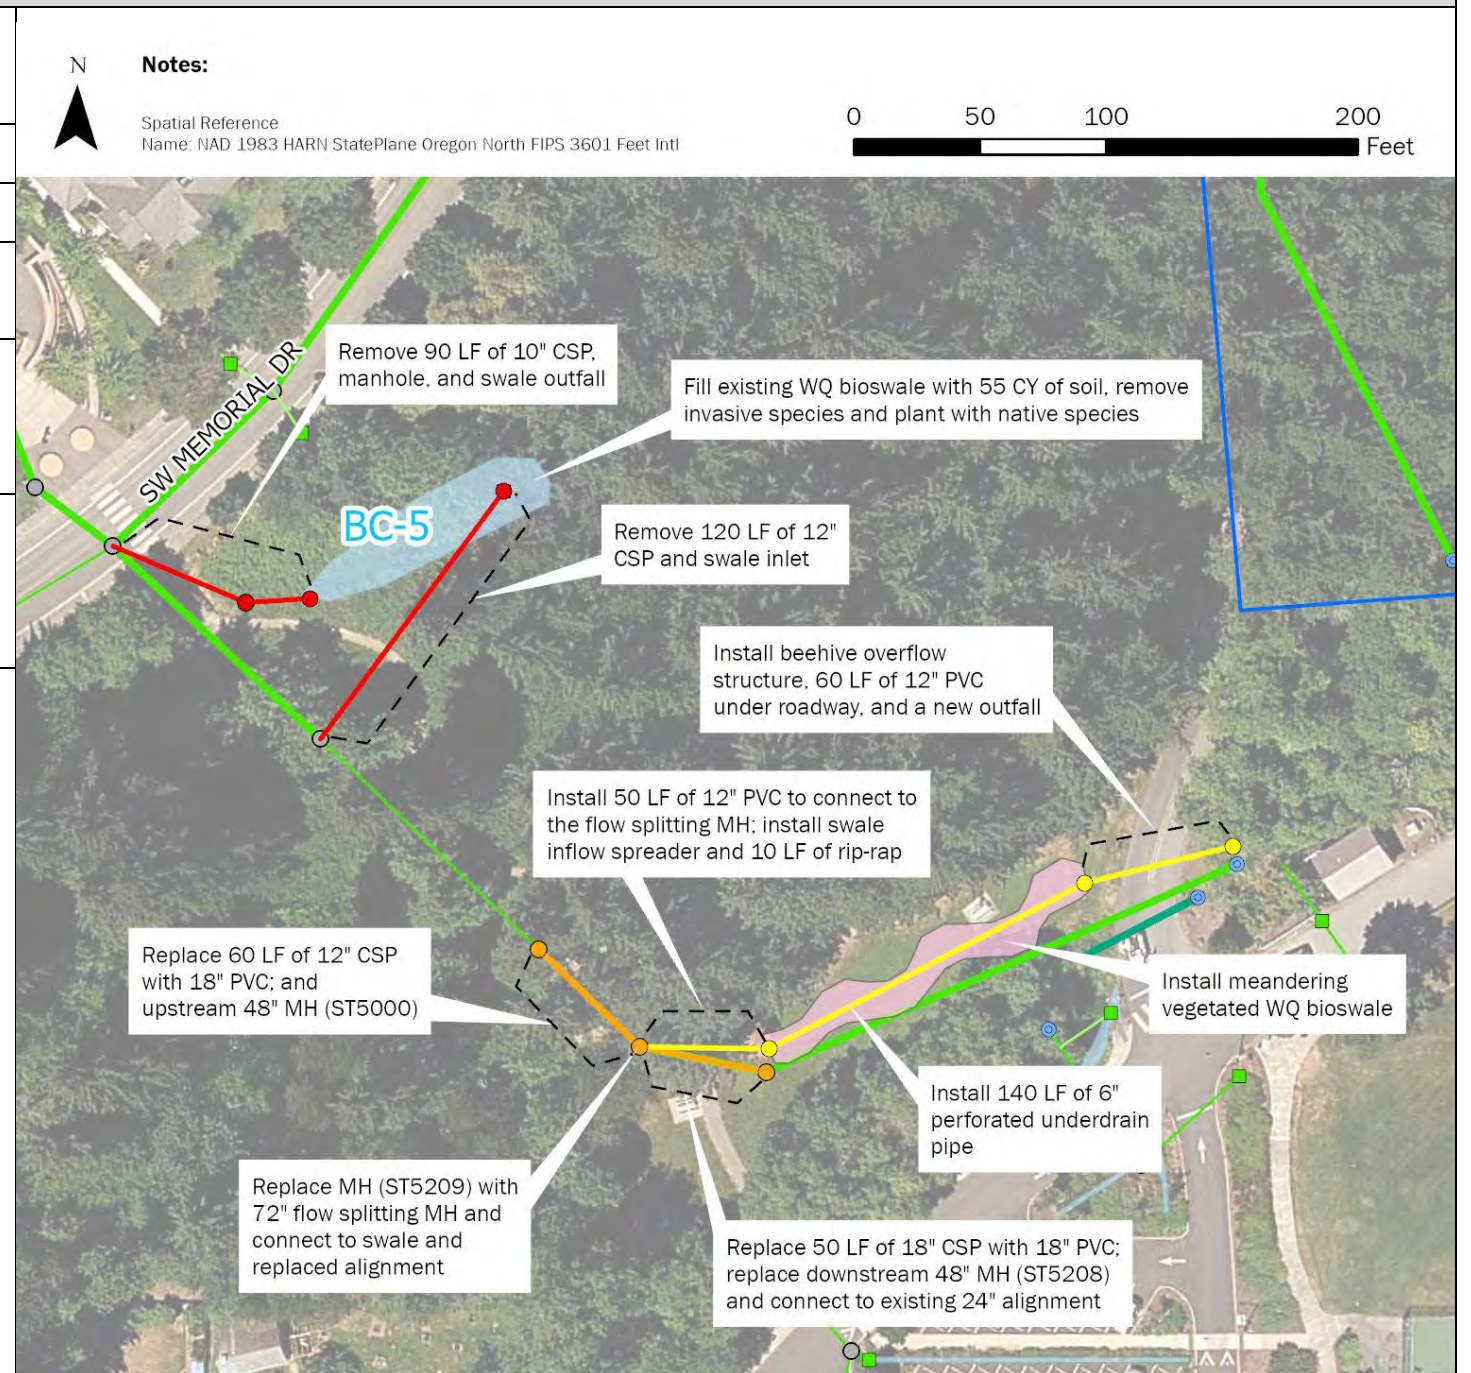 N
Notes:
Spatial Reference
Name: NAD 1983 HARN StatePlane Oregon North FIPS 3601 Feet Intl
0 50 100 200
Feet
Remove 90 LF of 10" CSP,
manhole, and swale outfall
SW MEMORIAL DR
Fill existing WQ bioswale with 55 CY of soil, remove
invasive species and plant with native species
BC-5
Remove 120 LF of 12"
CSP and swale inlet
Install beehive overflow
structure, 60 LF of 12" PVC
under roadway, and a new outfall
Install 50 LF of 12" PVC to connect to
the flow splitting MH; install swale
inflow spreader and 10 LF of rip-rap
Replace 60 LF of 12" CSP
with 18" PVC; and
upstream 48" MH (ST5000)
Install meandering
vegetated WQ bioswale
Install 140 LF of 6"
perforated underdrain
pipe
Replace MH (ST5209) with
72" flow splitting MH and
connect to swale and
replaced alignment
Replace 50 LF of 18" CSP with 18" PVC;
replace downstream 48" MH (ST5208)
and connect to existing 24" alignment